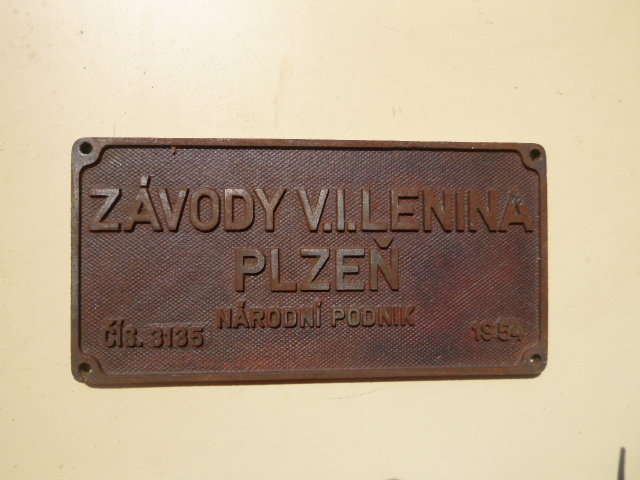 ZÁVODY V.I.LENINA
PLZEŇ
NÁRODNÍ PODNIK
ČÍS. 3135 1954